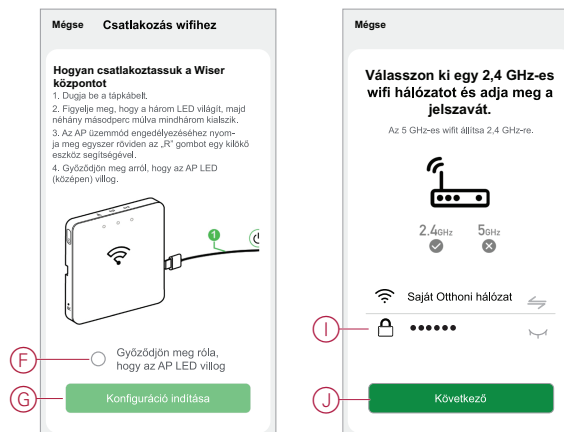 Mégse Csatlakozás wifihez
Hogyan csatlakoztassuk a Wiser
központot
1. Dugja be a tápkábelt.
2. Figyelje meg, hogy a három LED világít, majd
néhány másodperc múlva mindhárom kialszik.
3. Az AP üzemmód engedélyezéséhez nyom-
ja meg egyszer röviden az „R” gombot egy kilökő
eszköz segítségével.
4. Győződjön meg arról, hogy az AP LED
(középen) villog.
1
F
Győződjön meg róla,
hogy az AP LED villog
G
Konfiguráció indítása
Mégse
Válasszon ki egy 2,4 GHz-es
wifi hálózatot és adja meg a
jelszavát.
Az 5 GHz-es wifit állítsa 2,4 GHz-re.
2.4GHz 5GHz
Saját Otthoni hálózat
I
••••••
J
Következő